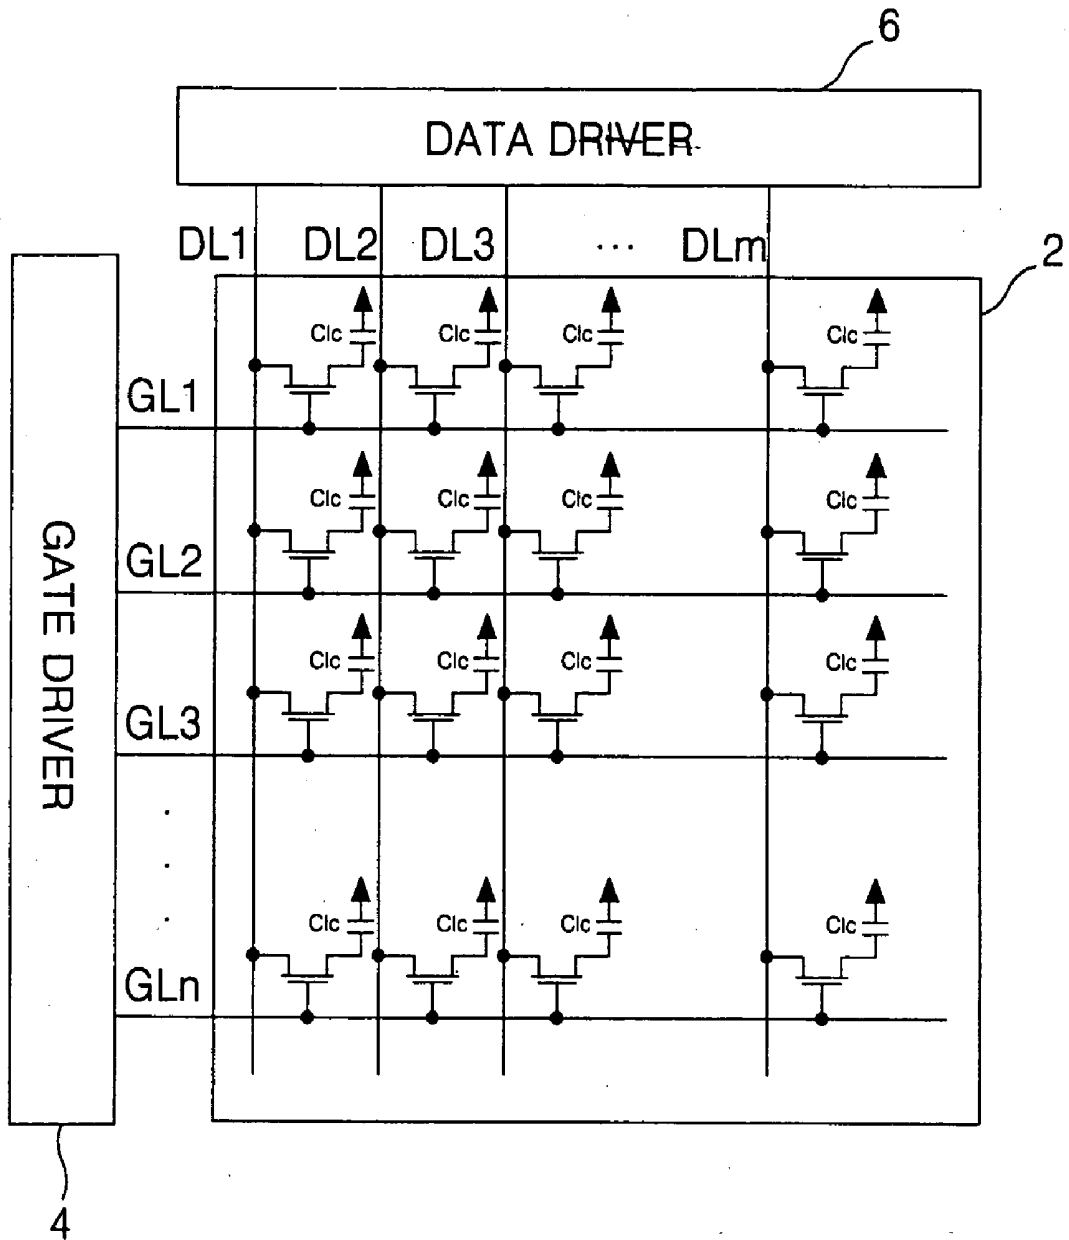 6
DATA DRIVER
DL1 DL2 DL3 ... DLm
2
Clc Clc Clc Clc
GL1
Clc Clc Clc Clc
GL2
GATE DRIVER
Clc Clc Clc Clc
GL3
.
.
.
Clc Clc Clc Clc
GLn
4